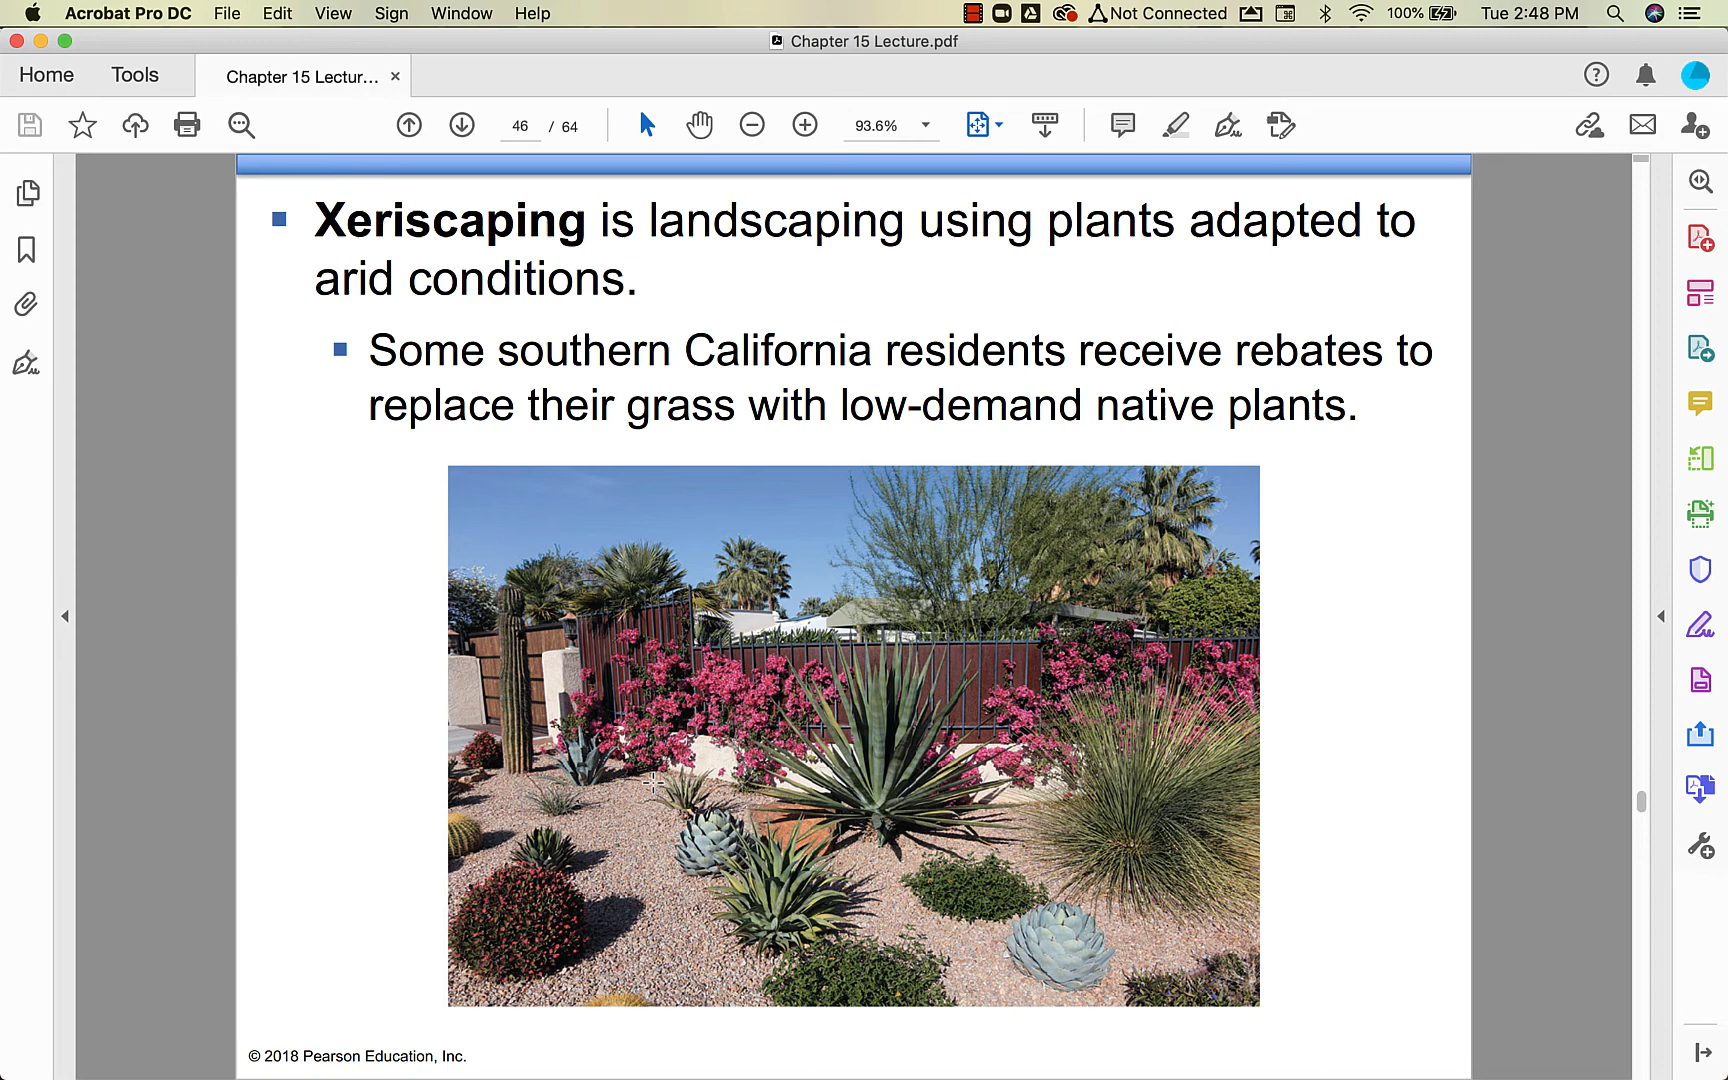 Acrobat Pro DC File Edit View Sign Window Help Not Connected 100% Tue 2:48 PM
Chapter 15 Lecture.pdf
Home Tools Chapter 15 Lectur... ×
46 / 64 93.6%
Xeriscaping is landscaping using plants adapted to
arid conditions.
Some southern California residents receive rebates to
replace their grass with low-demand native plants.
© 2018 Pearson Education, Inc.